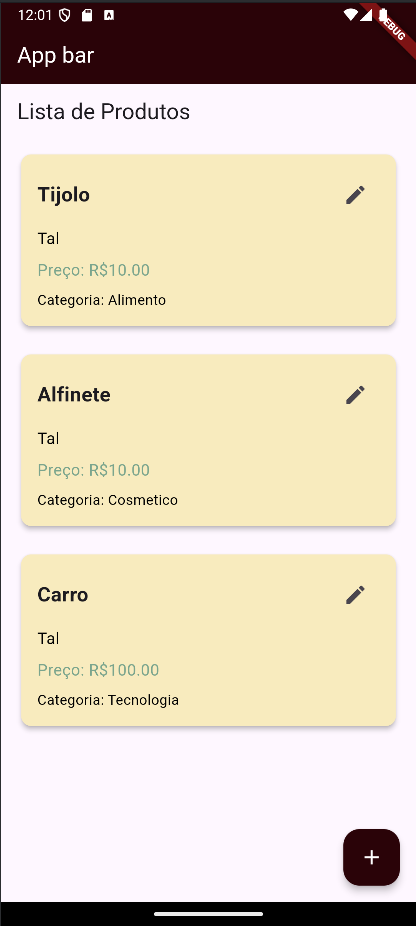 12:01
DEBUG
App bar
Lista de Produtos
Tijolo
Tal
Preço: R$10.00
Categoria: Alimento
Alfinete
Tal
Preço: R$10.00
Categoria: Cosmetico
Carro
Tal
Preço: R$100.00
Categoria: Tecnologia
+